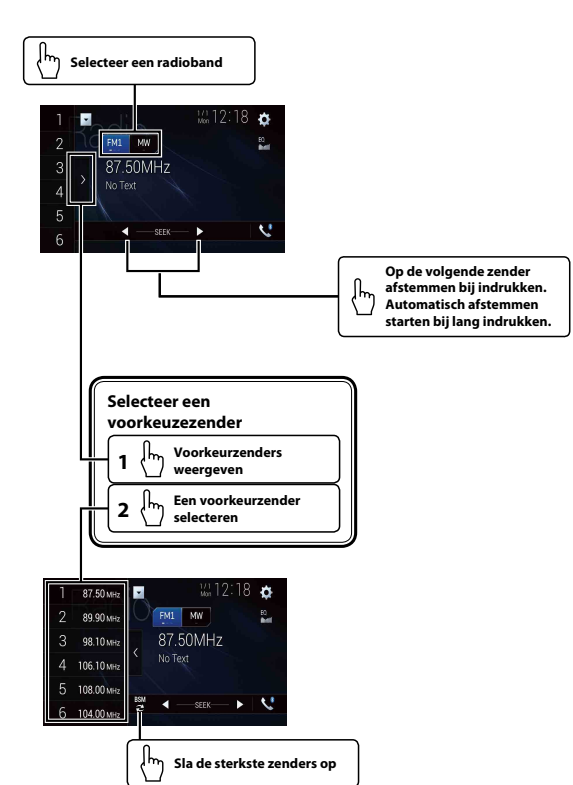 Selecteer een radioband
1
2
3
4
5
6
Radio
1/1
Mon
12:18
EQ
FM1
MW
87.50MHz
No Text
SEEK
Op de volgende zender
afstemmen bij indrukken.
Automatisch afstemmen
starten bij lang indrukken.
Selecteer een
voorkeuzezender
1
Voorkeurzenders
weergeven
2
Een voorkeurzender
selecteren
1 87.50 MHz
2 89.90 MHz
3 98.10 MHz
4 106.10 MHz
5 108.00 MHz
6 104.00 MHz
1/1
Mon
12:18
EQ
FM1
MW
87.50MHz
No Text
BSM
SEEK
Sla de sterkste zenders op